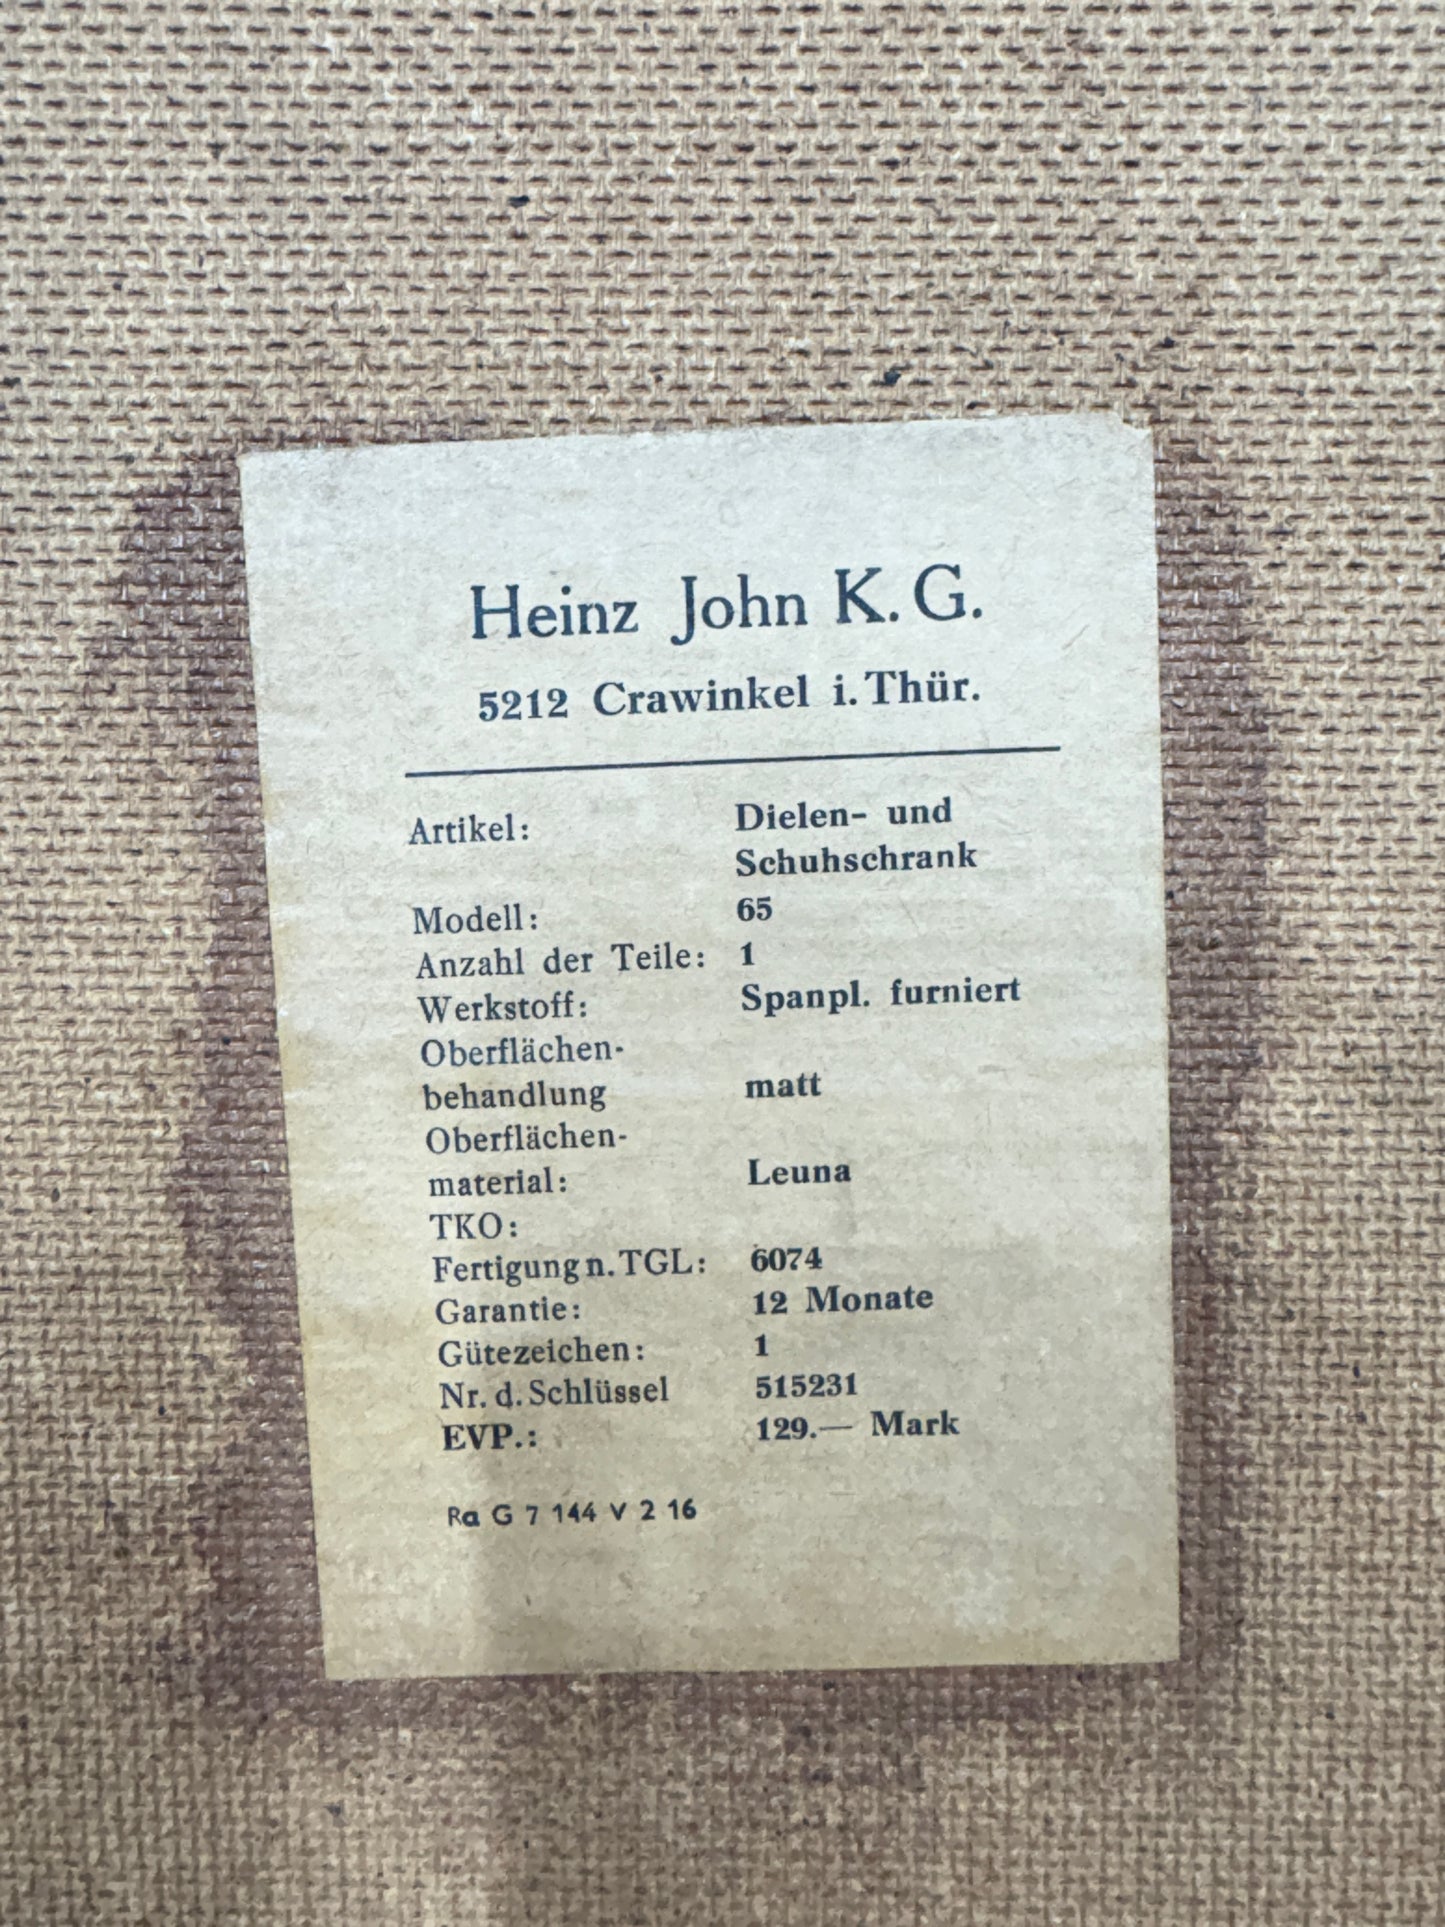 Heinz John K. G.
5212 Crawinkel i. Thür.
Artikel: Dielen- und
Schuhschrank
Modell: 65
Anzahl der Teile: 1
Werkstoff: Spanpl. furniert
Oberflächen-
behandlung matt
Oberflächen-
material: Leuna
TKO:
Fertigung n. TGL: 6074
Garantie: 12 Monate
Gütezeichen: 1
Nr. d. Schlüssel 515231
EVP.: 129.— Mark
Ra G 7 144 V 2 16